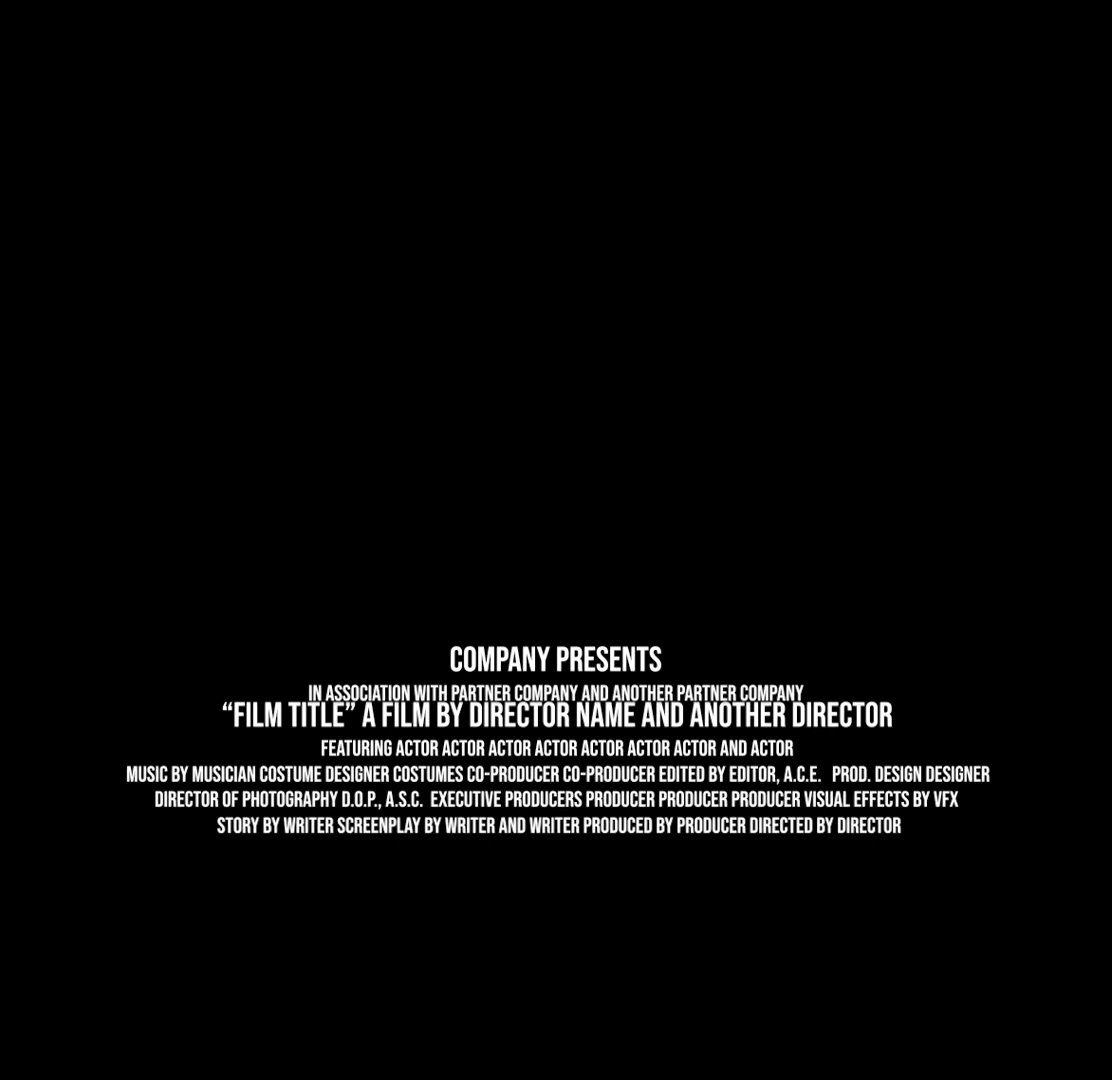 COMPANY PRESENTS
IN ASSOCIATION WITH PARTNER COMPANY AND ANOTHER PARTNER COMPANY
“FILM TITLE” A FILM BY DIRECTOR NAME AND ANOTHER DIRECTOR
FEATURING ACTOR ACTOR ACTOR ACTOR ACTOR ACTOR ACTOR AND ACTOR
MUSIC BY MUSICIAN COSTUME DESIGNER COSTUMES CO-PRODUCER CO-PRODUCER EDITED BY EDITOR, A.C.E. PROD. DESIGN DESIGNER
DIRECTOR OF PHOTOGRAPHY D.O.P., A.S.C. EXECUTIVE PRODUCERS PRODUCER PRODUCER PRODUCER VISUAL EFFECTS BY VFX
STORY BY WRITER SCREENPLAY BY WRITER AND WRITER PRODUCED BY PRODUCER DIRECTED BY DIRECTOR